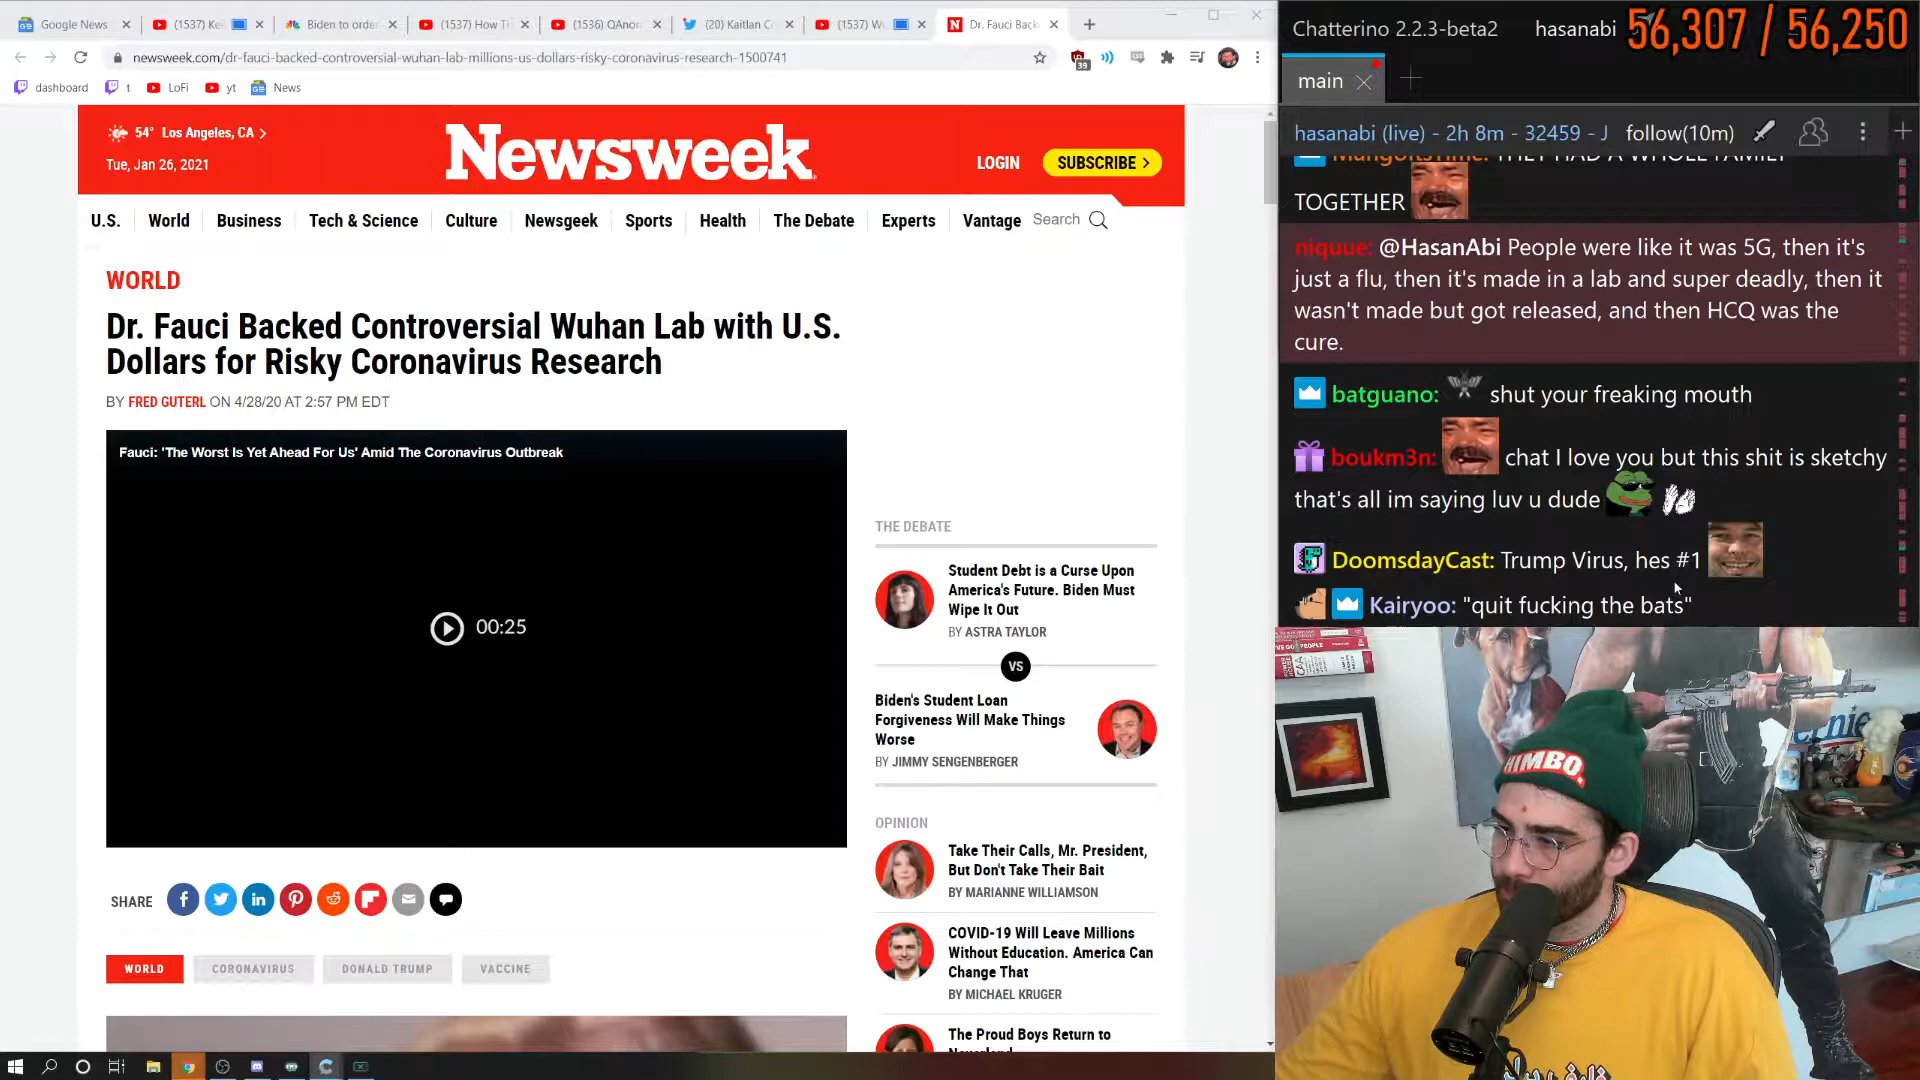 Google News
(1537) Kei
Biden to order
(1537) How T
(1536) QAnor
(20) Kaitlan C
(1537) W
Dr. Fauci Back
newsweek.com/dr-fauci-backed-controversial-wuhan-lab-millions-us-dollars-risky-coronavirus-research-1500741
39
dashboard
t
LoFi
yt
News
54° Los Angeles, CA
Tue, Jan 26, 2021
Newsweek
LOGIN
SUBSCRIBE >
U.S.
World
Business
Tech & Science
Culture
Newsgeek
Sports
Health
The Debate
Experts
Vantage
Search
WORLD
Dr. Fauci Backed Controversial Wuhan Lab with U.S.
Dollars for Risky Coronavirus Research
BY FRED GUTERL ON 4/28/20 AT 2:57 PM EDT
Fauci: 'The Worst Is Yet Ahead For Us' Amid The Coronavirus Outbreak
00:25
SHARE
WORLD
CORONAVIRUS
DONALD TRUMP
VACCINE
THE DEBATE
Student Debt is a Curse Upon
America's Future. Biden Must
Wipe It Out
BY ASTRA TAYLOR
VS
Biden's Student Loan
Forgiveness Will Make Things
Worse
BY JIMMY SENGENBERGER
OPINION
Take Their Calls, Mr. President,
But Don't Take Their Bait
BY MARIANNE WILLIAMSON
COVID-19 Will Leave Millions
Without Education. America Can
Change That
BY MICHAEL KRUGER
The Proud Boys Return to
Chatterino 2.2.3-beta2
hasanabi
56,307 / 56,250
main
hasanabi (live) - 2h 8m - 32459 - J
follow(10m)
MangoItsTime: THEY HAD A WHOLE FAMILY
TOGETHER
niquue: @HasanAbi People were like it was 5G, then it's
just a flu, then it's made in a lab and super deadly, then it
wasn't made but got released, and then HCQ was the
cure.
batguano: shut your freaking mouth
boukm3n: chat I love you but this shit is sketchy
that's all im saying luv u dude
DoomsdayCast: Trump Virus, hes #1
Kairyoo: "quit fucking the bats"
HIMBO.